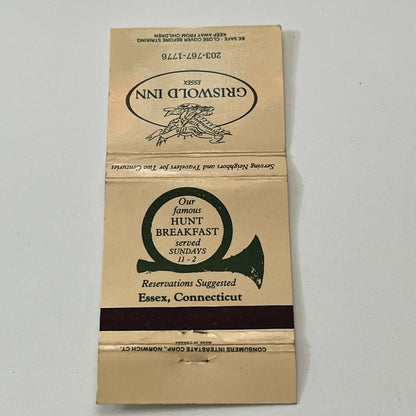 BE SAFE - CLOSE COVER BEFORE STRIKING
KEEP AWAY FROM CHILDREN
203-767-1776
ESSEX
GRISWOLD INN
Serving Neighbors and Travelers for Two Centuries
Our
famous
HUNT
BREAKFAST
served
SUNDAYS
11 - 2
Reservations Suggested
Essex, Connecticut
MADE IN CANADA
CONSUMERS INTERSTATE CORP., NORWICH CT.